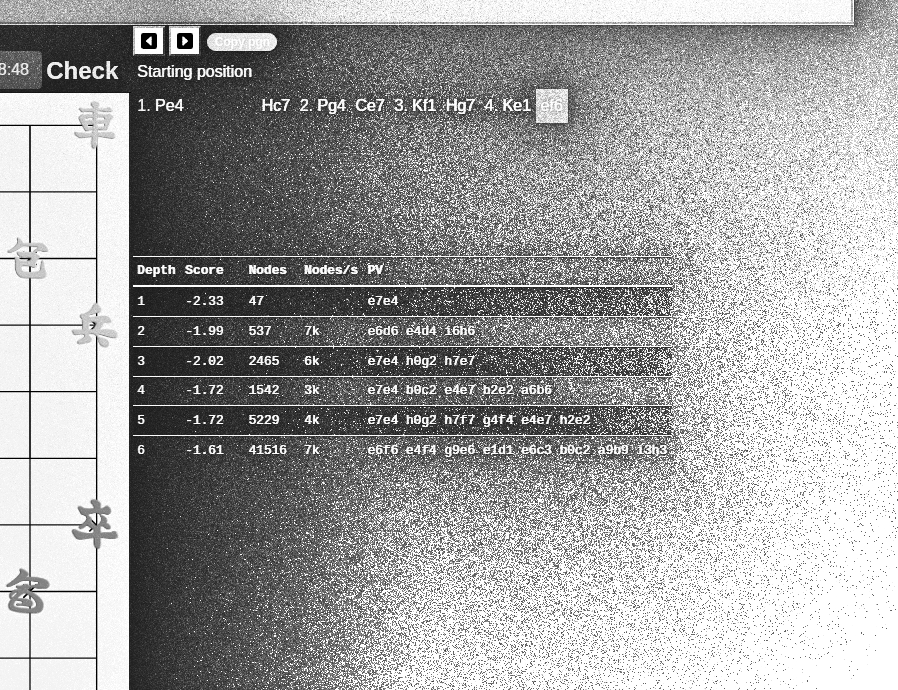 Copy pgn
8:48 Check
Starting position
1. Pe4 Hc7 2. Pg4 Ce7 3. Kf1 Hg7 4. Ke1 ef6
車
Depth Score Nodes Nodes/s PV
1 -2.33 47 e7e4
2 -1.99 537 7k e6d6 e4d4 i6h6
3 -2.02 2465 6k e7e4 h0g2 h7e7
4 -1.72 1542 3k e7e4 b0c2 e4e7 b2e2 a6b6
5 -1.72 5229 4k e7e4 h0g2 h7f7 g4f4 e4e7 h2e2
6 -1.61 41516 7k e6f6 e4f4 g9e6 e1d1 e6c3 b0c2 a9b9 i3h3
包
兵
卒